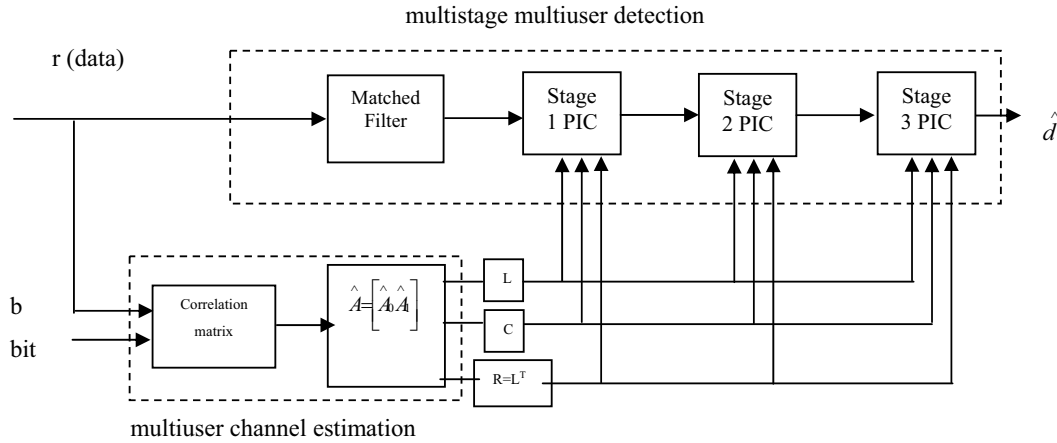 multistage multiuser detection
r (data)
Matched
Filter
Stage
1 PIC
Stage
2 PIC
Stage
3 PIC
d̂
b
bit
Correlation
matrix
Â=[Â₀Â₁]
L
C
R=Lᵀ
multiuser channel estimation